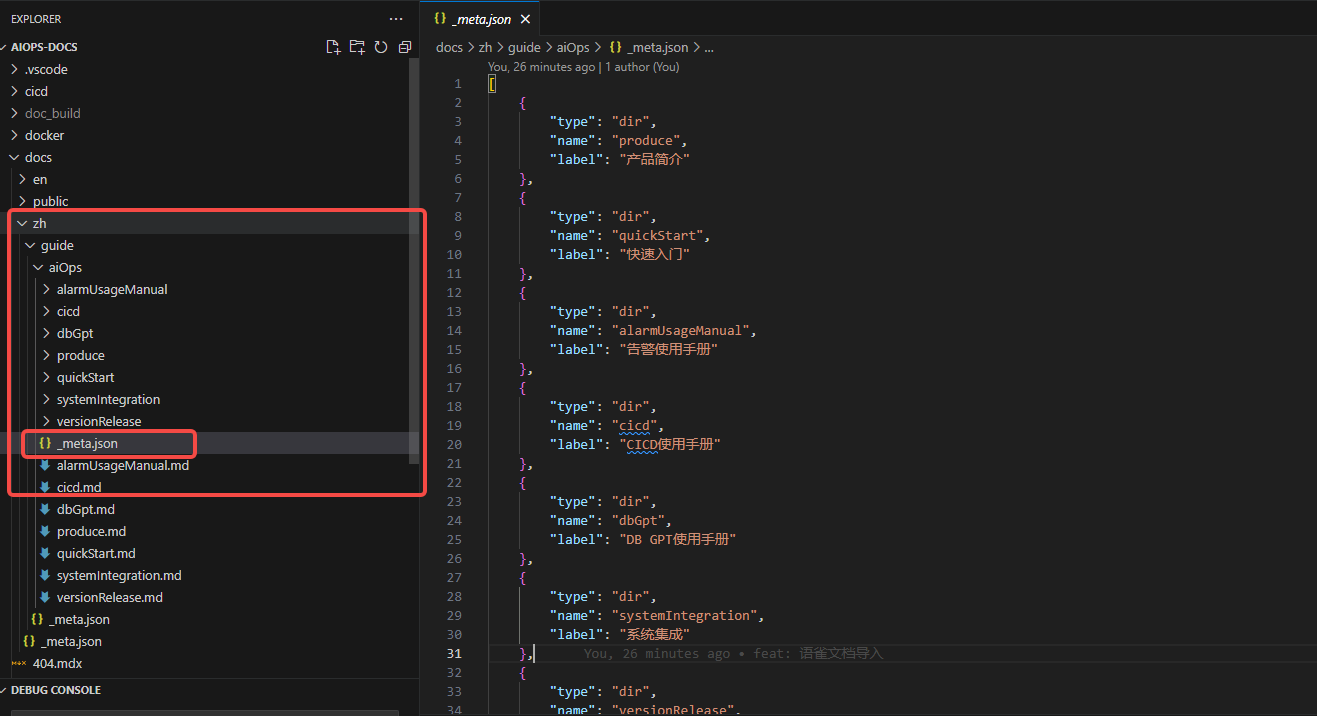 EXPLORER
AIOPS-DOCS
.vscode
cicd
doc_build
docker
docs
en
public
zh
guide
aiOps
alarmUsageManual
cicd
dbGpt
produce
quickStart
systemIntegration
versionRelease
{} _meta.json
alarmUsageManual.md
cicd.md
dbGpt.md
produce.md
quickStart.md
systemIntegration.md
versionRelease.md
{} _meta.json
{} _meta.json
404.mdx
DEBUG CONSOLE
{} _meta.json ×
docs > zh > guide > aiOps > {} _meta.json > ...
You, 26 minutes ago | 1 author (You)
1 [
2 {
3 "type": "dir",
4 "name": "produce",
5 "label": "产品简介"
6 },
7 {
8 "type": "dir",
9 "name": "quickStart",
10 "label": "快速入门"
11 },
12 {
13 "type": "dir",
14 "name": "alarmUsageManual",
15 "label": "告警使用手册"
16 },
17 {
18 "type": "dir",
19 "name": "cicd",
20 "label": "CICD使用手册"
21 },
22 {
23 "type": "dir",
24 "name": "dbGpt",
25 "label": "DB GPT使用手册"
26 },
27 {
28 "type": "dir",
29 "name": "systemIntegration",
30 "label": "系统集成"
31 }, You, 26 minutes ago • feat: 语雀文档导入
32 {
33 "type": "dir",
34 "name": "versionRelease",